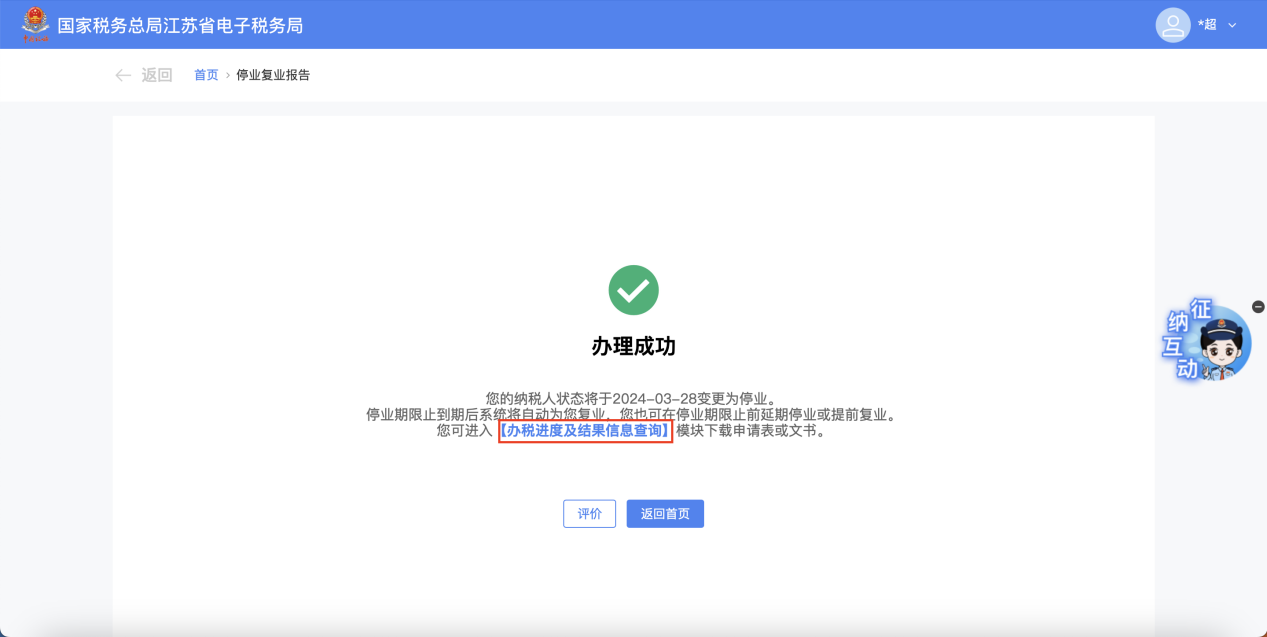 国家税务总局江苏省电子税务局
*超
返回 首页 › 停业复业报告
办理成功
您的纳税人状态将于2024-03-28变更为停业。
停业期限止到期后系统将自动为您复业，您也可在停业期限止前延期停业或提前复业。
您可进入【办税进度及结果信息查询】模块下载申请表或文书。
评价 返回首页
征
纳
互
动